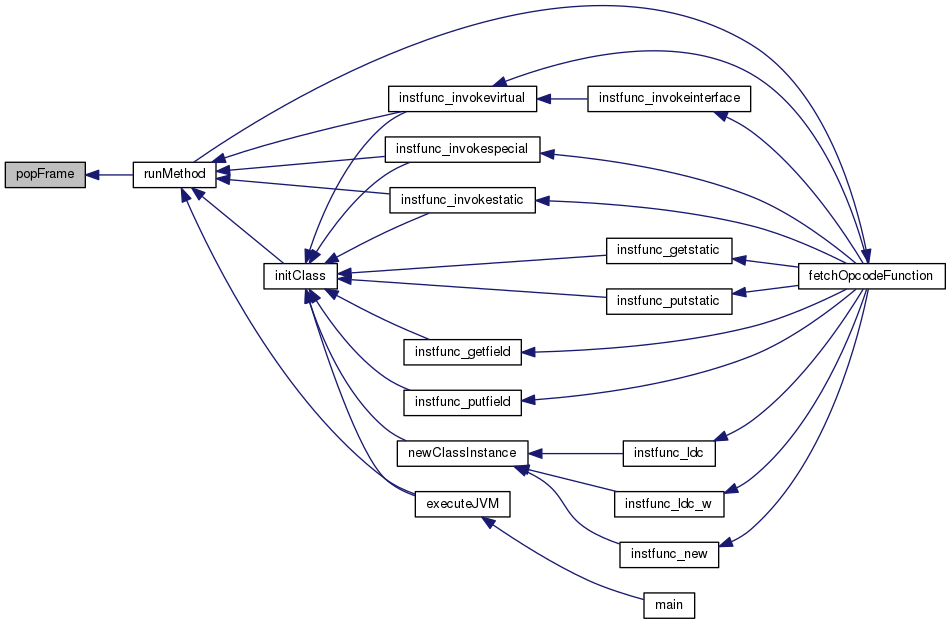 popFrame
runMethod
instfunc_invokevirtual
instfunc_invokeinterface
instfunc_invokespecial
instfunc_invokestatic
initClass
instfunc_getstatic
instfunc_putstatic
fetchOpcodeFunction
instfunc_getfield
instfunc_putfield
newClassInstance
instfunc_ldc
executeJVM
instfunc_ldc_w
instfunc_new
main